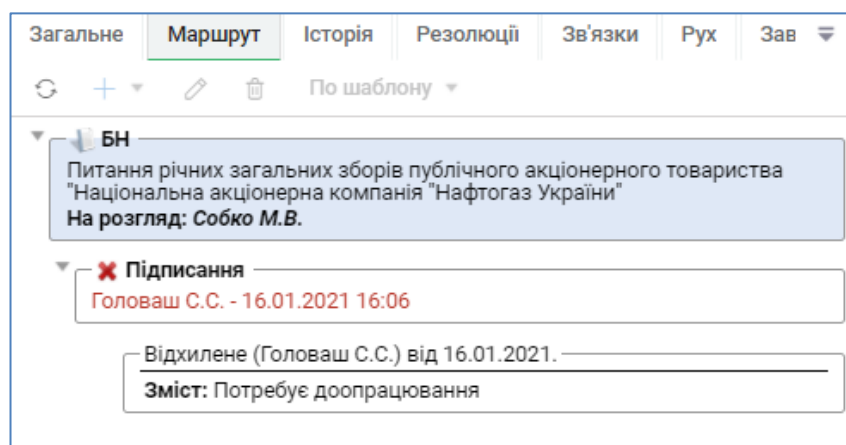 Загальне Маршрут Історія Резолюції Зв'язки Рух Зав
По шаблону
БН
Питання річних загальних зборів публічного акціонерного товариства
"Національна акціонерна компанія "Нафтогаз України"
На розгляд: Собко М.В.
Підписання
Головаш С.С. - 16.01.2021 16:06
Відхилене (Головаш С.С.) від 16.01.2021.
Зміст: Потребує доопрацювання